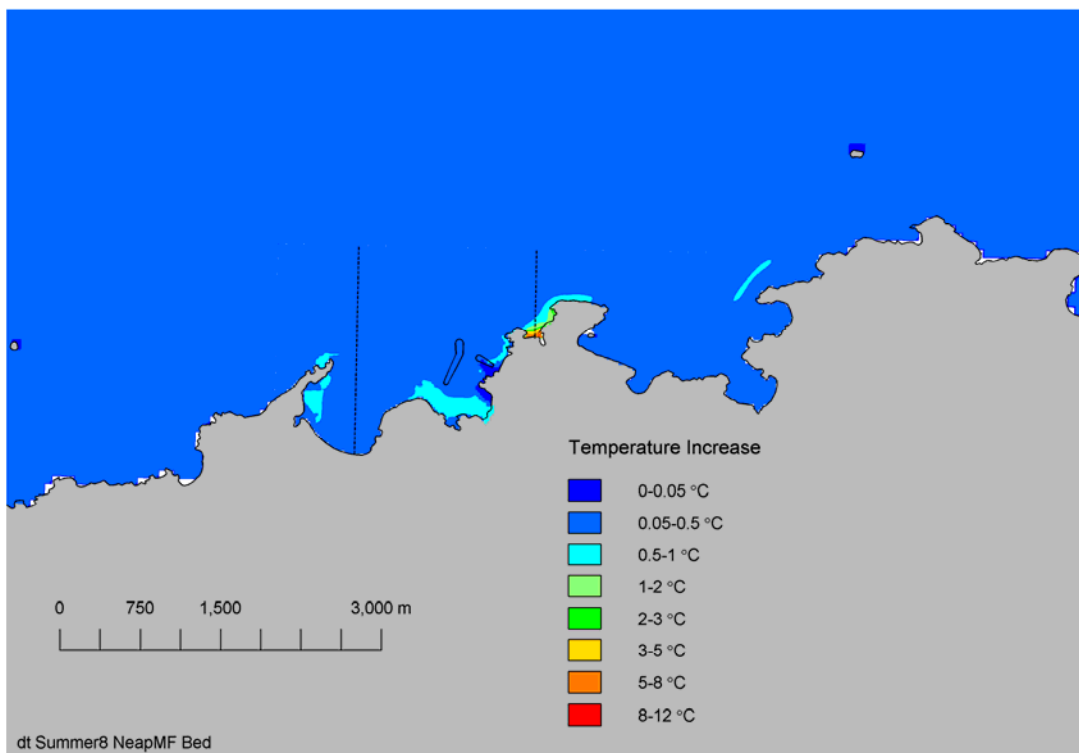 Temperature Increase
0-0.05 °C
0.05-0.5 °C
0.5-1 °C
1-2 °C
2-3 °C
3-5 °C
5-8 °C
8-12 °C
0 750 1,500 3,000 m
dt Summer8 NeapMF Bed